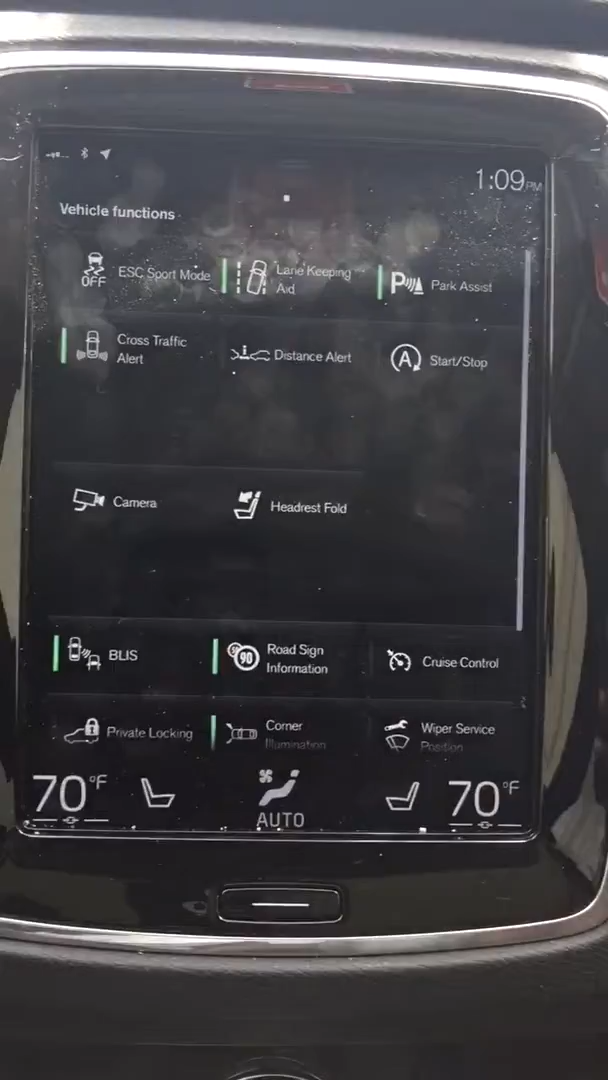 1:09PM
Vehicle functions
OFF
ESC Sport Mode
Lane Keeping
Aid
P
Park Assist
Cross Traffic
Alert
Distance Alert
A
Start/Stop
Camera
Headrest Fold
BLIS
90
Road Sign
Information
Cruise Control
Private Locking
Corner
Illumination
Wiper Service
Position
70°F
70°F
AUTO